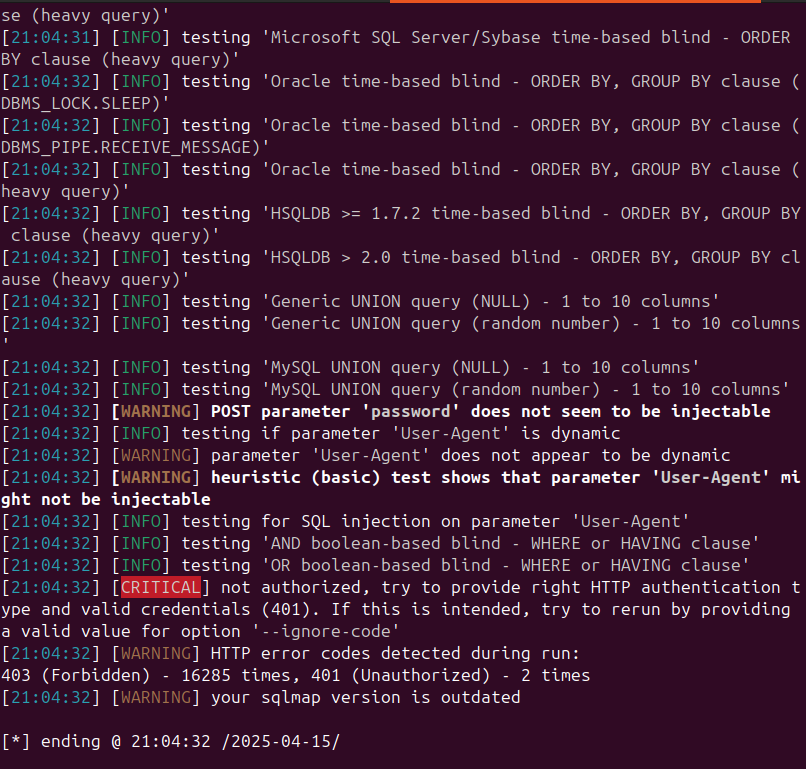 se (heavy query)'
[21:04:31] [INFO] testing 'Microsoft SQL Server/Sybase time-based blind - ORDER
BY clause (heavy query)'
[21:04:32] [INFO] testing 'Oracle time-based blind - ORDER BY, GROUP BY clause (
DBMS_LOCK.SLEEP)'
[21:04:32] [INFO] testing 'Oracle time-based blind - ORDER BY, GROUP BY clause (
DBMS_PIPE.RECEIVE_MESSAGE)'
[21:04:32] [INFO] testing 'Oracle time-based blind - ORDER BY, GROUP BY clause (
heavy query)'
[21:04:32] [INFO] testing 'HSQLDB >= 1.7.2 time-based blind - ORDER BY, GROUP BY
 clause (heavy query)'
[21:04:32] [INFO] testing 'HSQLDB > 2.0 time-based blind - ORDER BY, GROUP BY cl
ause (heavy query)'
[21:04:32] [INFO] testing 'Generic UNION query (NULL) - 1 to 10 columns'
[21:04:32] [INFO] testing 'Generic UNION query (random number) - 1 to 10 columns
'
[21:04:32] [INFO] testing 'MySQL UNION query (NULL) - 1 to 10 columns'
[21:04:32] [INFO] testing 'MySQL UNION query (random number) - 1 to 10 columns'
[21:04:32] [WARNING] POST parameter 'password' does not seem to be injectable
[21:04:32] [INFO] testing if parameter 'User-Agent' is dynamic
[21:04:32] [WARNING] parameter 'User-Agent' does not appear to be dynamic
[21:04:32] [WARNING] heuristic (basic) test shows that parameter 'User-Agent' mi
ght not be injectable
[21:04:32] [INFO] testing for SQL injection on parameter 'User-Agent'
[21:04:32] [INFO] testing 'AND boolean-based blind - WHERE or HAVING clause'
[21:04:32] [INFO] testing 'OR boolean-based blind - WHERE or HAVING clause'
[21:04:32] [CRITICAL] not authorized, try to provide right HTTP authentication t
ype and valid credentials (401). If this is intended, try to rerun by providing
a valid value for option '--ignore-code'
[21:04:32] [WARNING] HTTP error codes detected during run:
403 (Forbidden) - 16285 times, 401 (Unauthorized) - 2 times
[21:04:32] [WARNING] your sqlmap version is outdated
[*] ending @ 21:04:32 /2025-04-15/